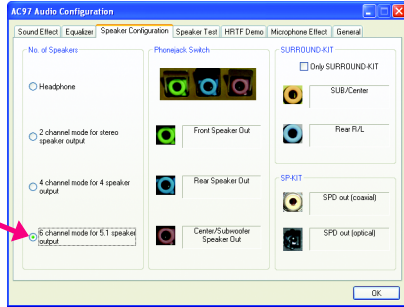 AC97 Audio Configuration
Sound Effect Equalizer Speaker Configuration Speaker Test HRTF Demo Microphone Effect General
No. of Speakers
Headphone
2 channel mode for stereo
speaker output
4 channel mode for 4 speaker
output
6 channel mode for 5.1 speaker
output
Phonejack Switch
Front Speaker Out
Rear Speaker Out
Center/Subwoofer
Speaker Out
SURROUND-KIT
Only SURROUND-KIT
SUB/Center
Rear R/L
SP-KIT
SPD out (coaxial)
SPD out (optical)
OK